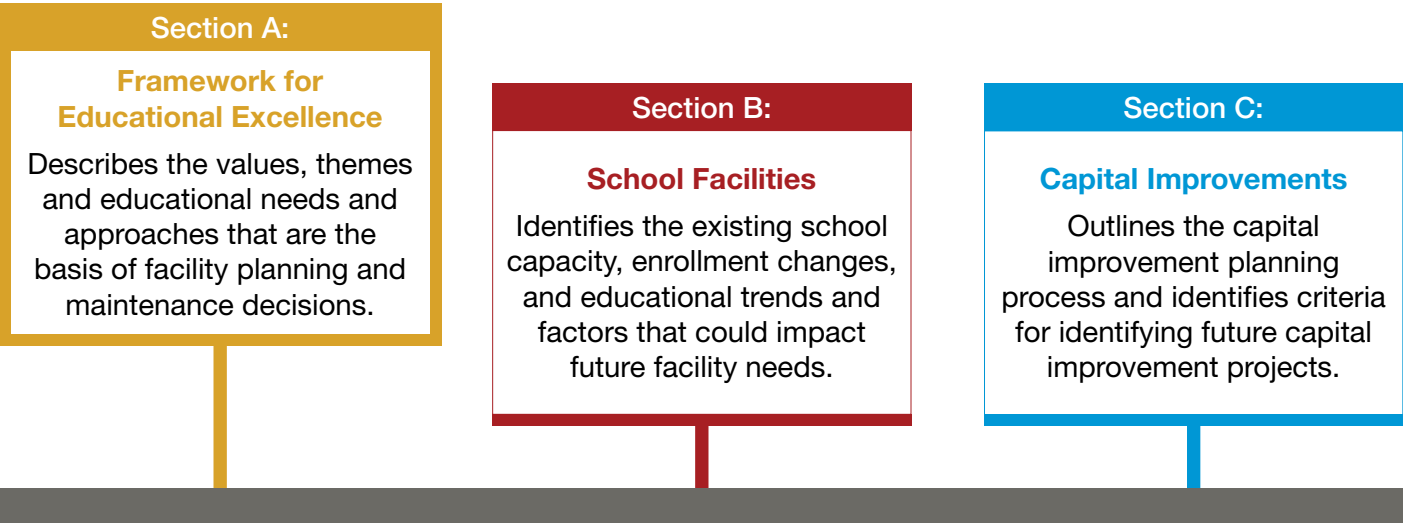 Section A:
Framework for
Educational Excellence
Describes the values, themes
and educational needs and
approaches that are the
basis of facility planning and
maintenance decisions.
Section B:
School Facilities
Identifies the existing school
capacity, enrollment changes,
and educational trends and
factors that could impact
future facility needs.
Section C:
Capital Improvements
Outlines the capital
improvement planning
process and identifies criteria
for identifying future capital
improvement projects.